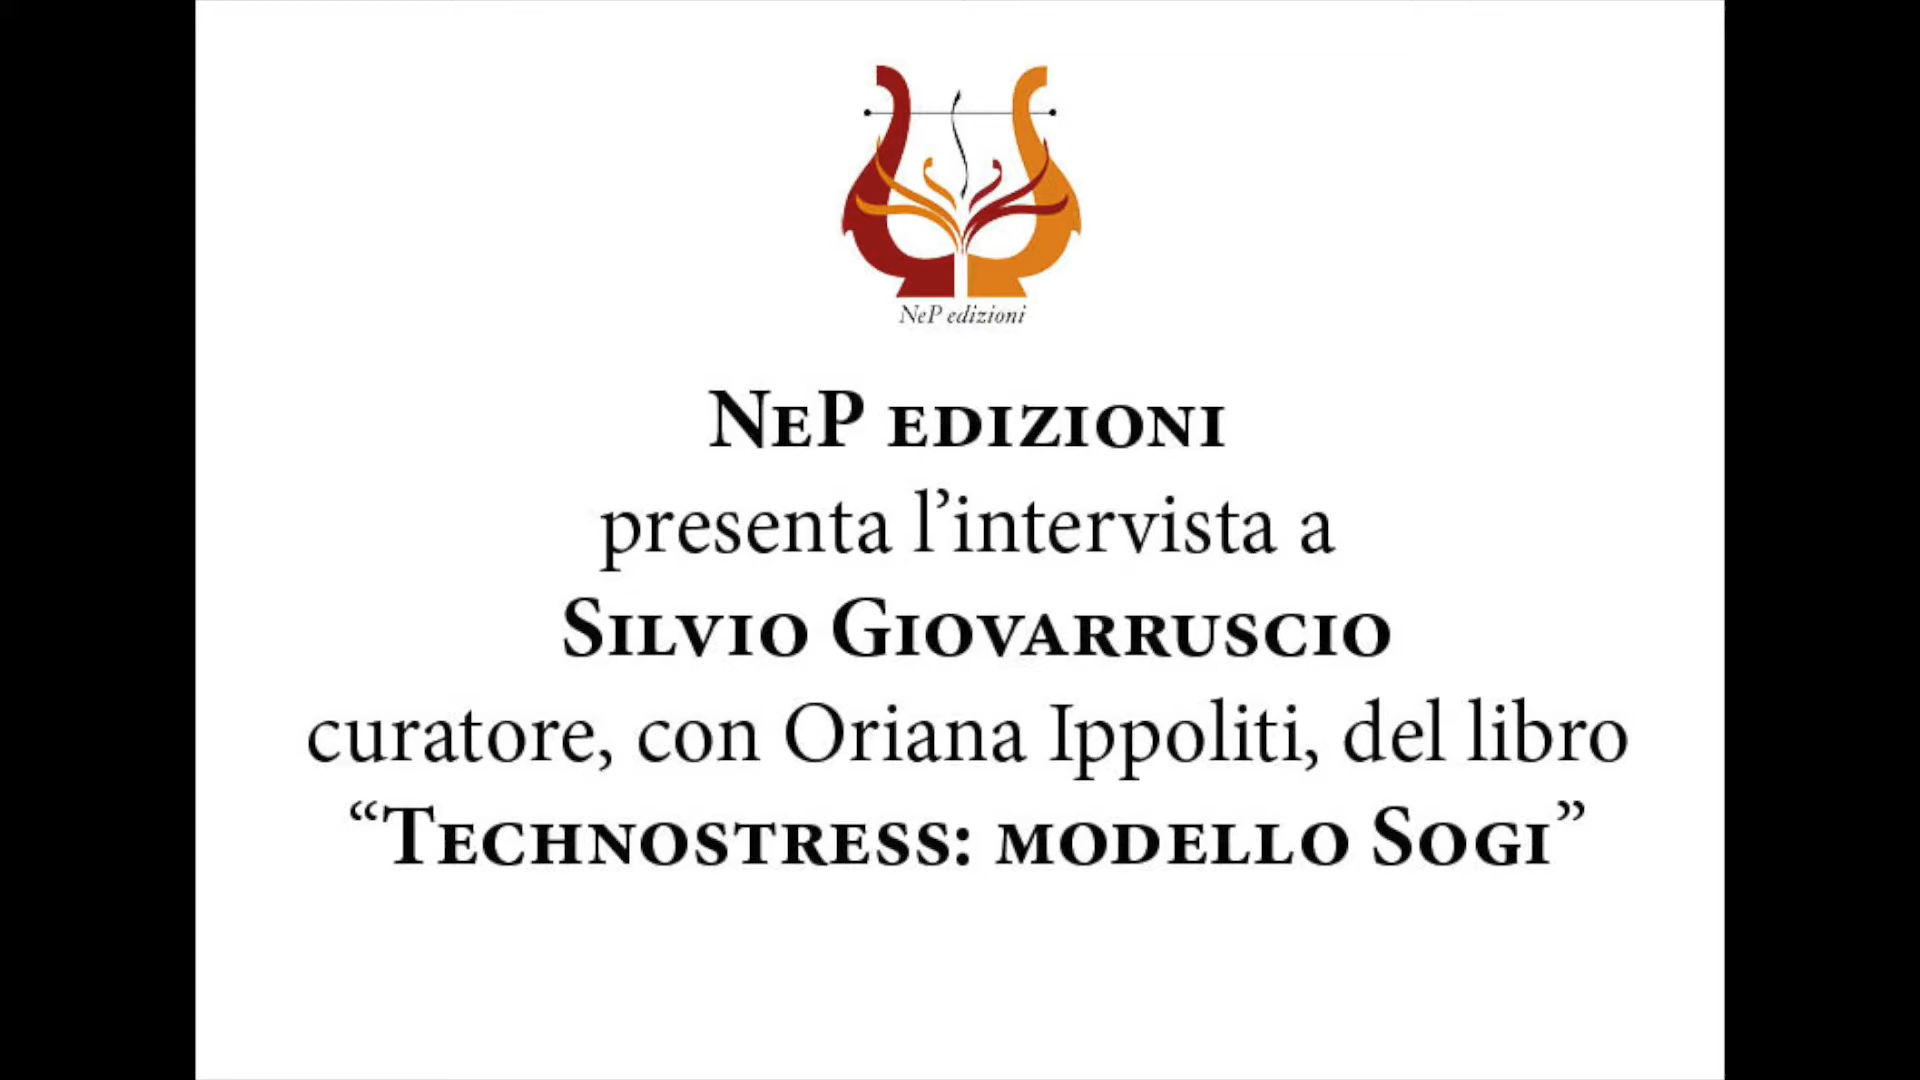 NeP edizioni
NeP edizioni
presenta l’intervista a
Silvio Giovarruscio
curatore, con Oriana Ippoliti, del libro
“Technostress: modello Sogi”